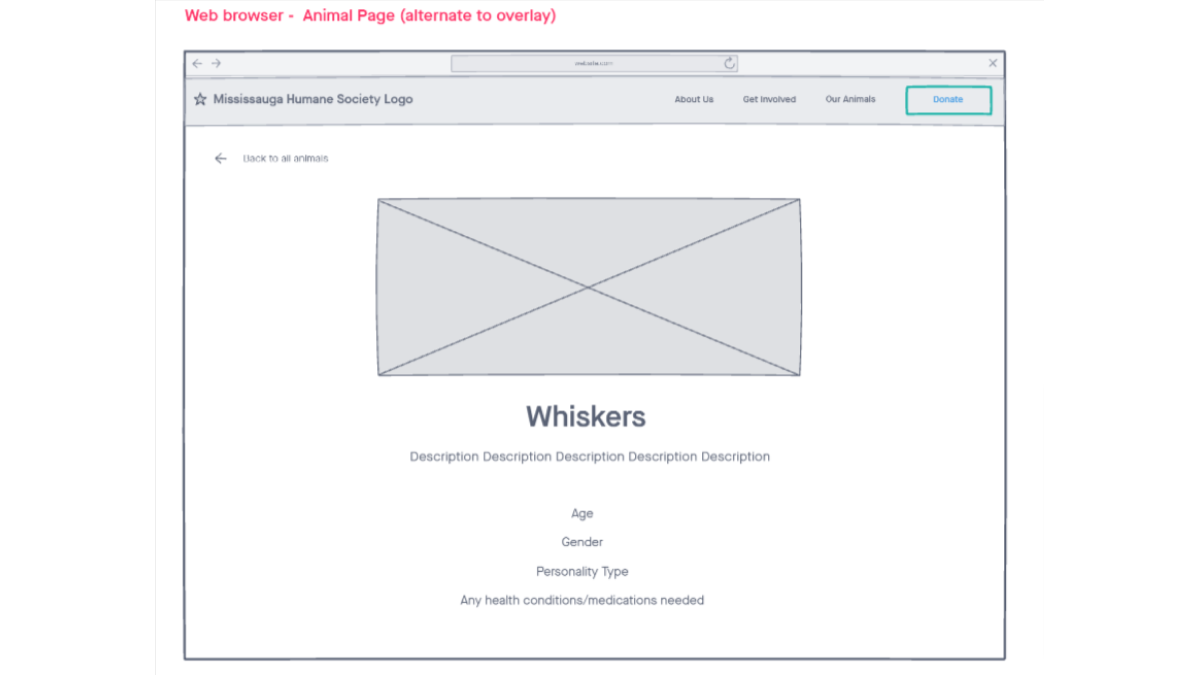 Web browser - Animal Page (alternate to overlay)
website.com
Mississauga Humane Society Logo
About Us
Get Involved
Our Animals
Donate
Back to all animals
Whiskers
Description Description Description Description Description
Age
Gender
Personality Type
Any health conditions/medications needed